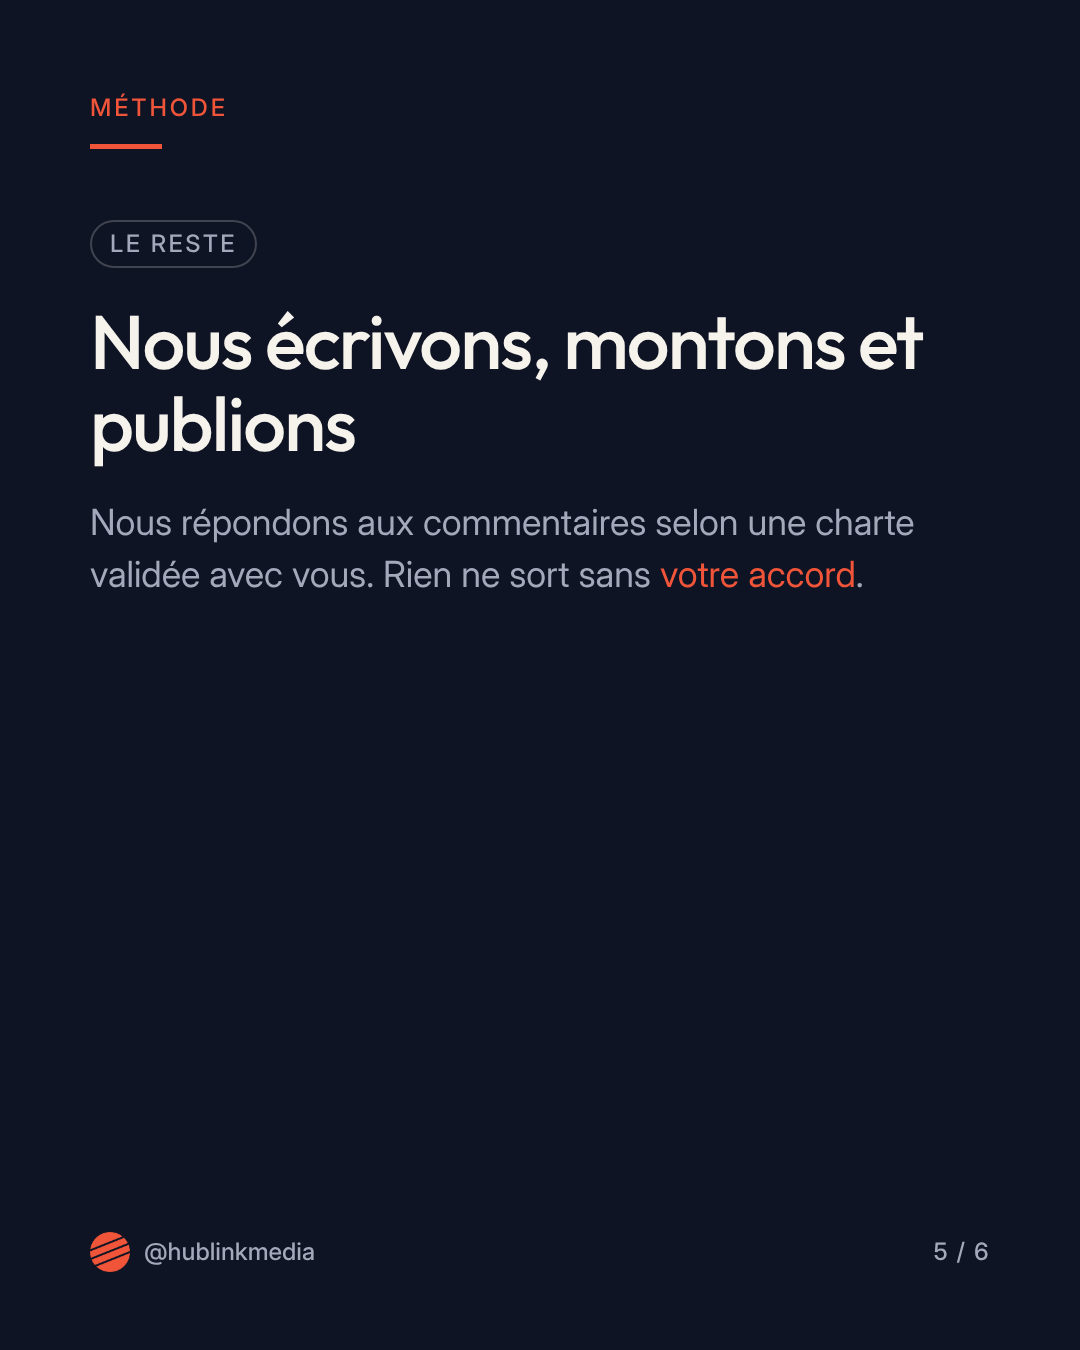 MÉTHODE
LE RESTE
Nous écrivons, montons et
publions
Nous répondons aux commentaires selon une charte
validée avec vous. Rien ne sort sans votre accord.
@hublinkmedia
5 / 6